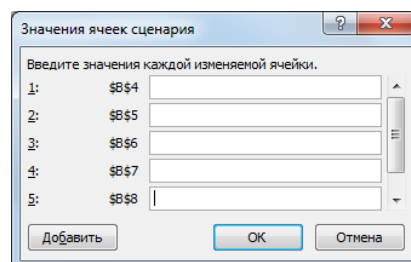 Значения ячеек сценария
Введите значения каждой изменяемой ячейки.
1: $B$4
2: $B$5
3: $B$6
4: $B$7
5: $B$8
Добавить OK Отмена